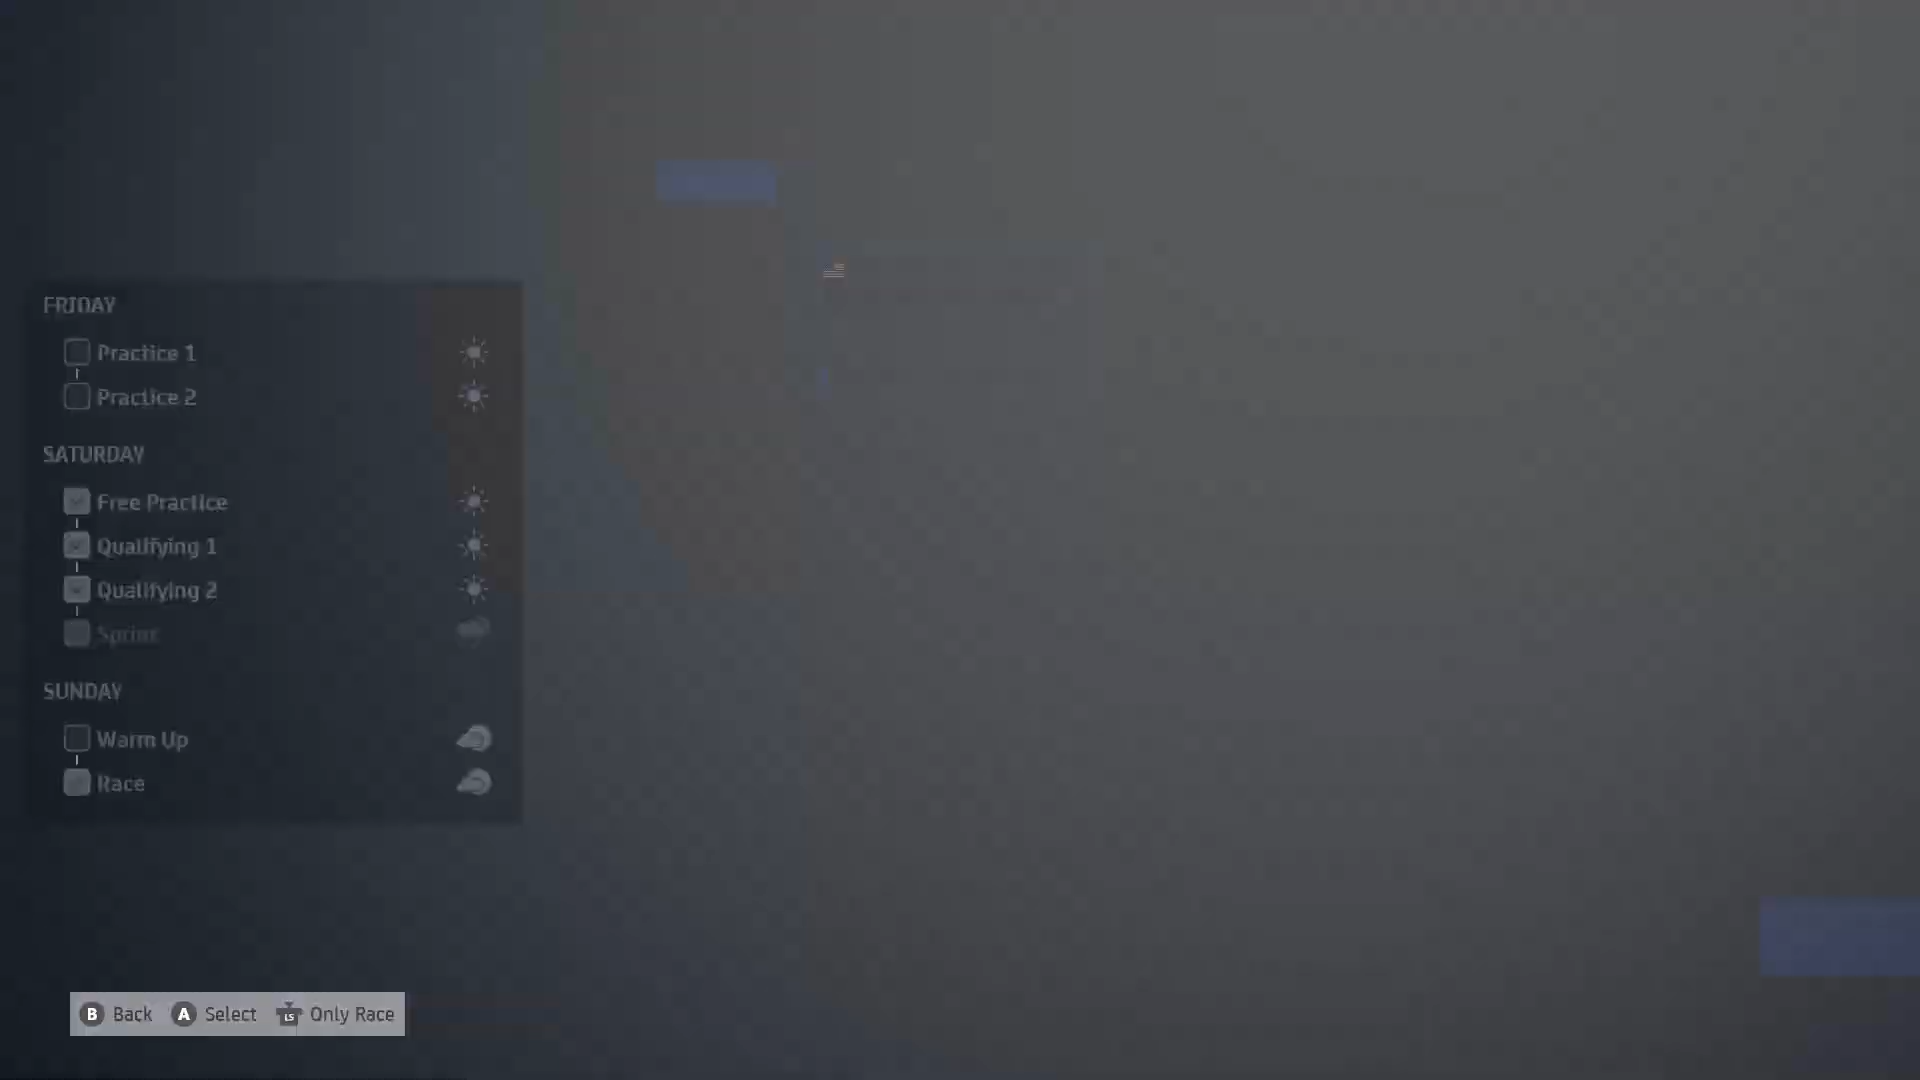 FRIDAY
Practice 1
Practice 2
SATURDAY
Free Practice
Qualifying 1
Qualifying 2
Sprint
SUNDAY
Warm Up
Race
B Back A Select LS Only Race